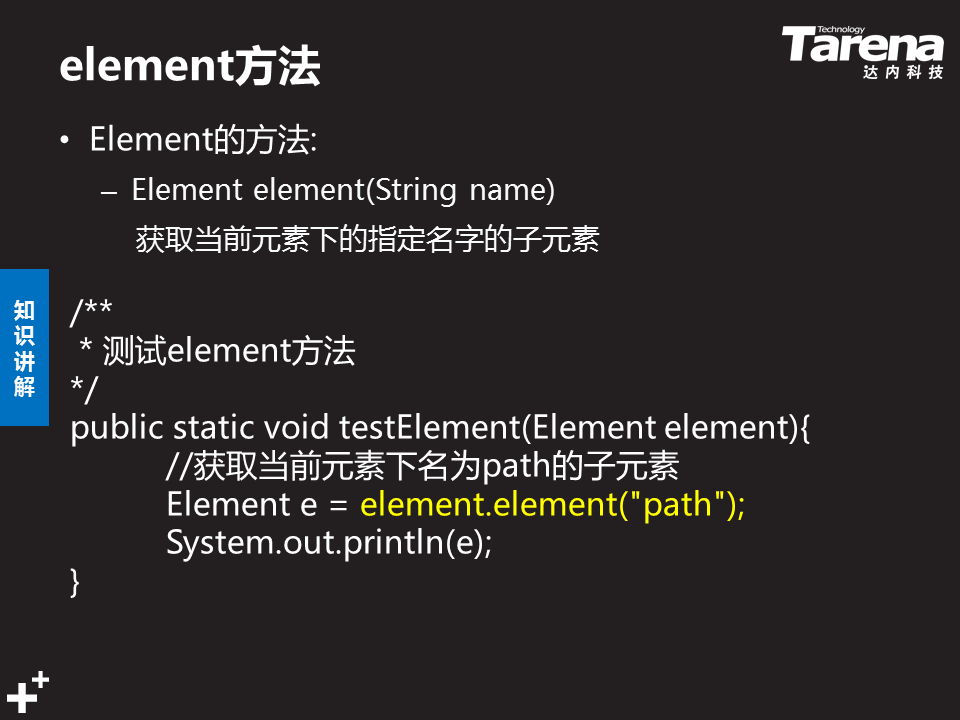 element方法
Technology
Tarena
达内科技
• Element的方法:
– Element element(String name)
获取当前元素下的指定名字的子元素
知
识
讲
解
/**
* 测试element方法
*/
public static void testElement(Element element){
//获取当前元素下名为path的子元素
Element e = element.element("path");
System.out.println(e);
}